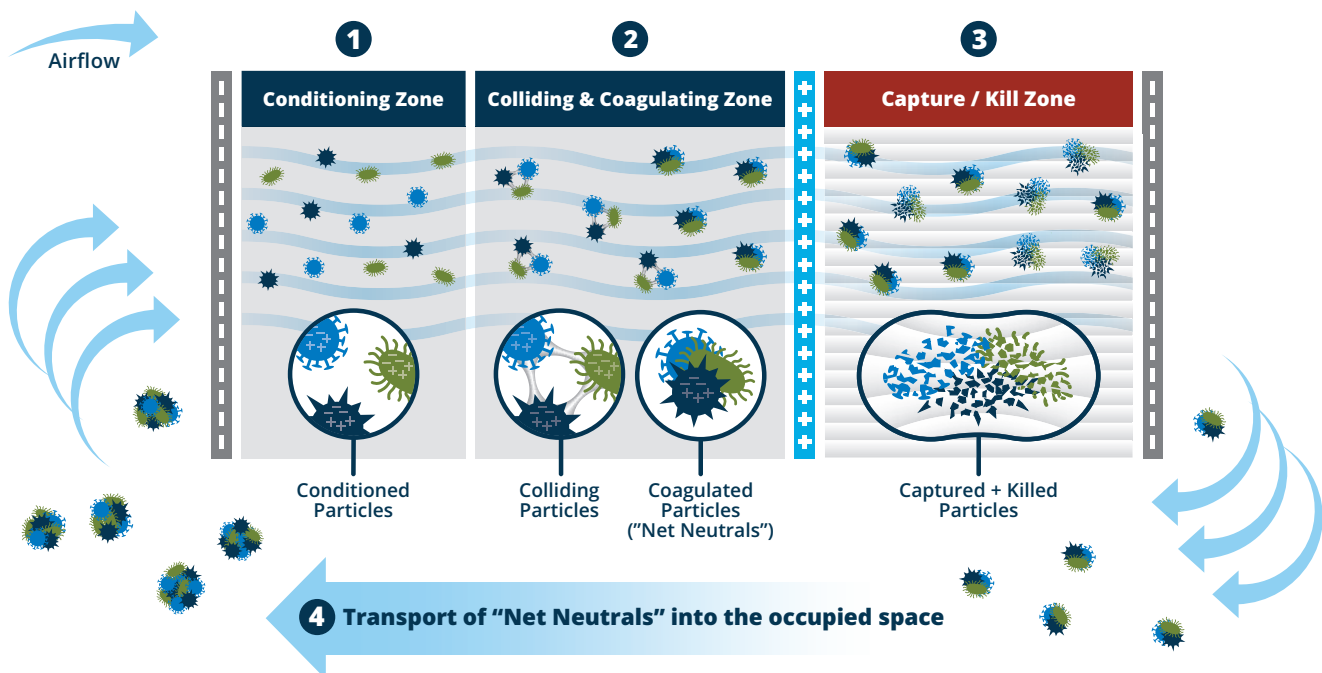 Airflow
1
2
3
Conditioning Zone
Colliding & Coagulating Zone
Capture / Kill Zone
Conditioned
Particles
Colliding
Particles
Coagulated
Particles
(”Net Neutrals”)
Captured + Killed
Particles
4 Transport of “Net Neutrals” into the occupied space